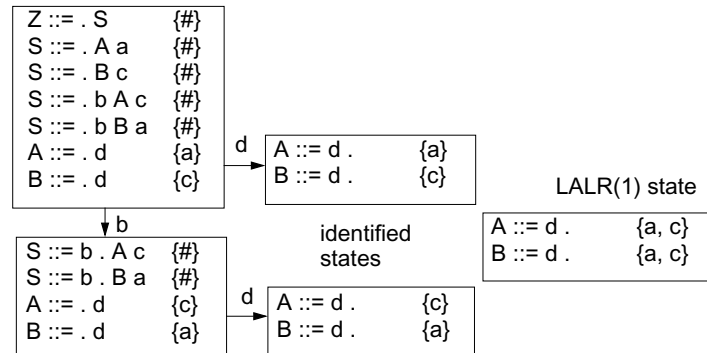 Z ::= . S {#}
S ::= . A a {#}
S ::= . B c {#}
S ::= . b A c {#}
S ::= . b B a {#}
A ::= . d {a}
B ::= . d {c}
d
A ::= d . {a}
B ::= d . {c}
b
LALR(1) state
A ::= d . {a, c}
B ::= d . {a, c}
identified
states
S ::= b . A c {#}
S ::= b . B a {#}
A ::= . d {c}
B ::= . d {a}
d
A ::= d . {c}
B ::= d . {a}